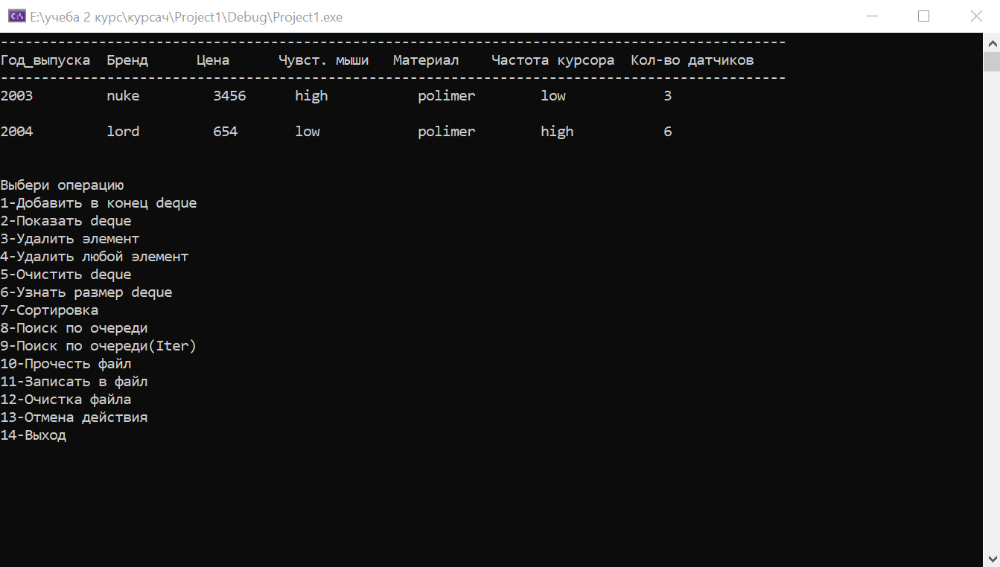 E:\учеба 2 курс\курсач\Project1\Debug\Project1.exe
------------------------------------------------------------------------------------------------
Год_выпуска  Бренд      Цена      Чувст. мыши   Материал    Частота курсора  Кол-во датчиков
------------------------------------------------------------------------------------------------
2003         nuke         3456      high           polimer        low            3
2004         lord         654       low            polimer        high           6
Выбери операцию
1-Добавить в конец deque
2-Показать deque
3-Удалить элемент
4-Удалить любой элемент
5-Очистить deque
6-Узнать размер deque
7-Сортировка
8-Поиск по очереди
9-Поиск по очереди(Iter)
10-Прочесть файл
11-Записать в файл
12-Очистка файла
13-Отмена действия
14-Выход